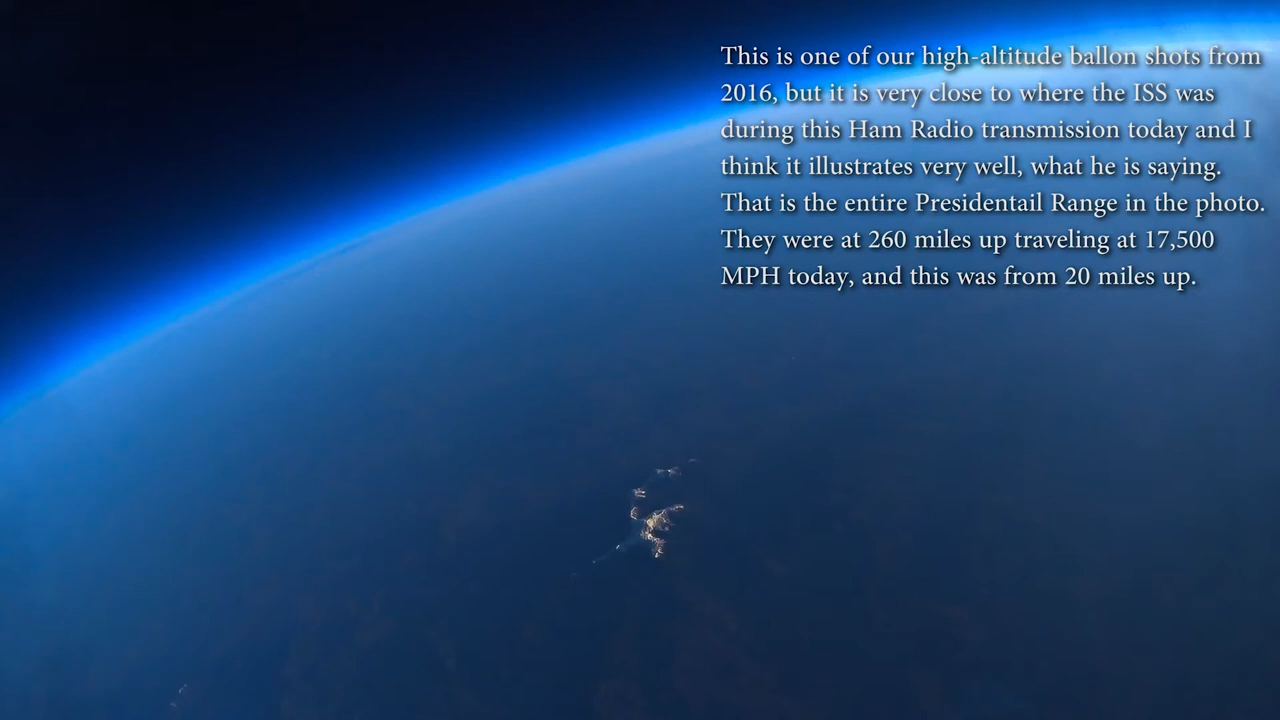 This is one of our high-altitude ballon shots from
2016, but it is very close to where the ISS was
during this Ham Radio transmission today and I
think it illustrates very well, what he is saying.
That is the entire Presidentail Range in the photo.
They were at 260 miles up traveling at 17,500
MPH today, and this was from 20 miles up.